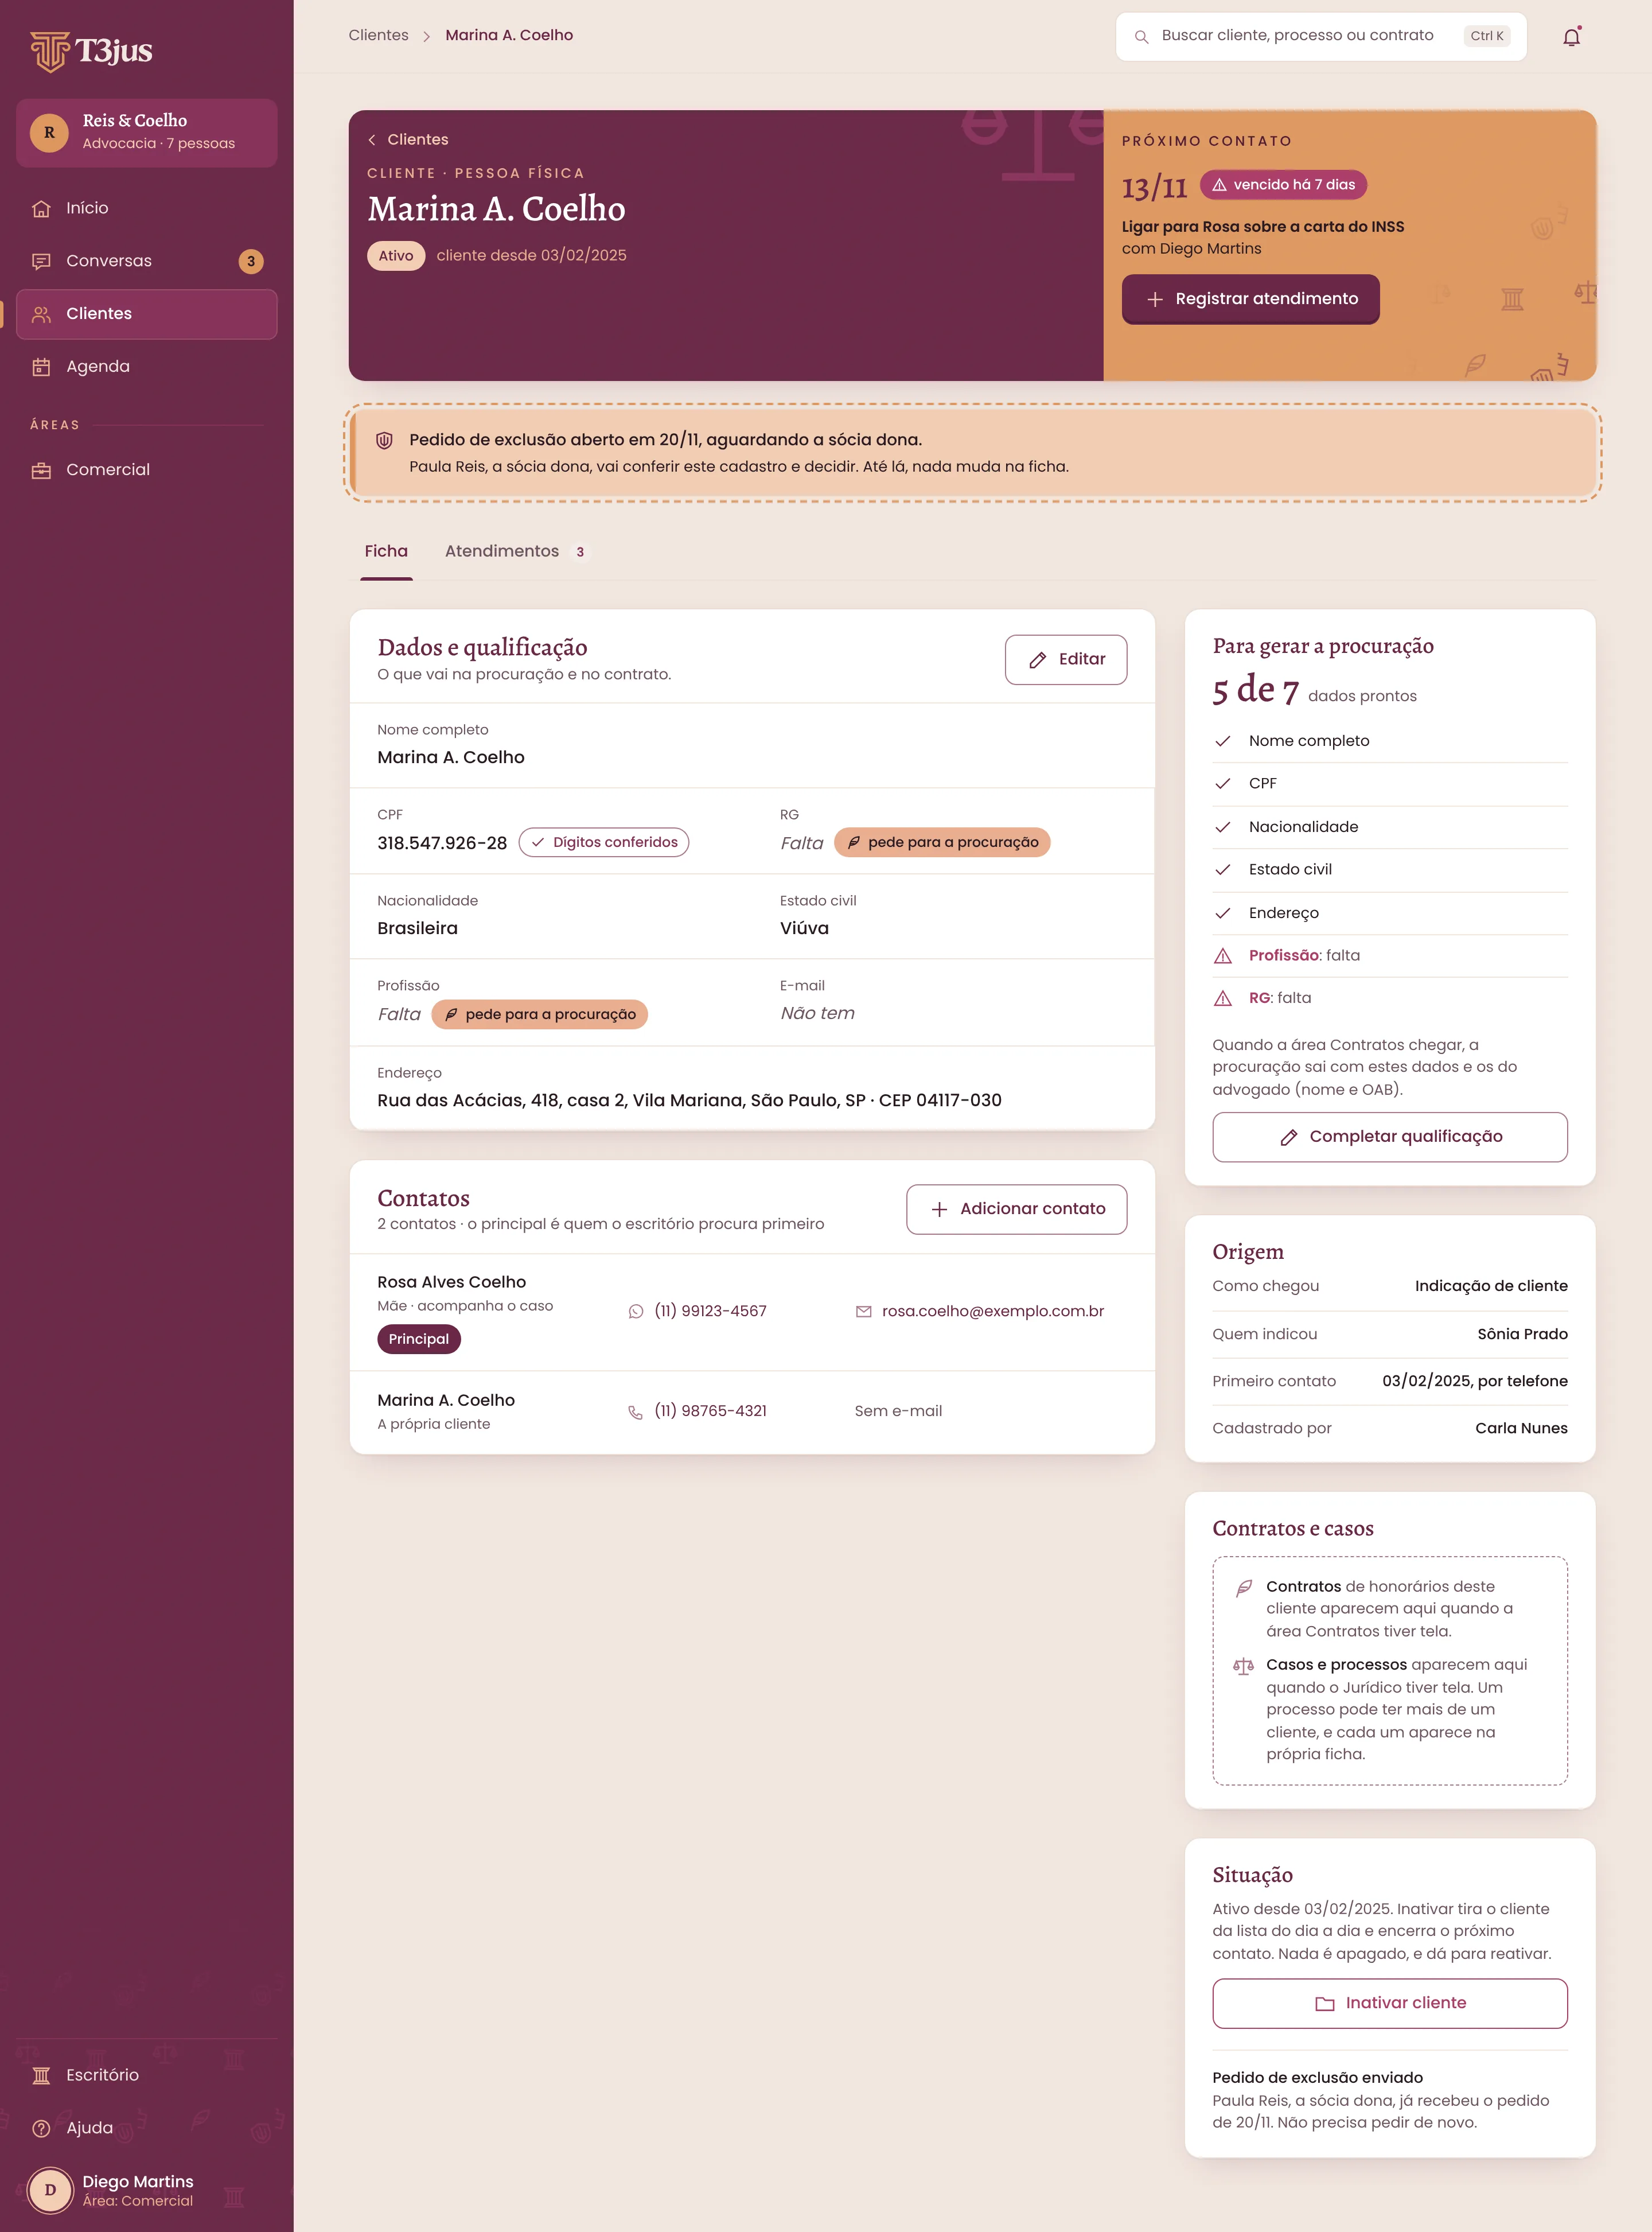 T3jus
R
Reis & Coelho
Advocacia · 7 pessoas
Início
Conversas
3
Clientes
Agenda
ÁREAS
Comercial
Escritório
Ajuda
D
Diego Martins
Área: Comercial
Clientes
Marina A. Coelho
Buscar cliente, processo ou contrato
Ctrl K
Clientes
CLIENTE · PESSOA FÍSICA
Marina A. Coelho
Ativo
cliente desde 03/02/2025
PRÓXIMO CONTATO
13/11
vencido há 7 dias
Ligar para Rosa sobre a carta do INSS
com Diego Martins
Registrar atendimento
Pedido de exclusão aberto em 20/11, aguardando a sócia dona.
Paula Reis, a sócia dona, vai conferir este cadastro e decidir. Até lá, nada muda na ficha.
Ficha
Atendimentos
3
Dados e qualificação
O que vai na procuração e no contrato.
Editar
Nome completo
Marina A. Coelho
CPF
318.547.926-28
Dígitos conferidos
RG
Falta
pede para a procuração
Nacionalidade
Brasileira
Estado civil
Viúva
Profissão
Falta
pede para a procuração
E-mail
Não tem
Endereço
Rua das Acácias, 418, casa 2, Vila Mariana, São Paulo, SP · CEP 04117-030
Contatos
2 contatos · o principal é quem o escritório procura primeiro
Adicionar contato
Rosa Alves Coelho
Mãe · acompanha o caso
Principal
(11) 99123-4567
rosa.coelho@exemplo.com.br
Marina A. Coelho
A própria cliente
(11) 98765-4321
Sem e-mail
Para gerar a procuração
5 de 7 dados prontos
Nome completo
CPF
Nacionalidade
Estado civil
Endereço
Profissão: falta
RG: falta
Quando a área Contratos chegar, a
procuração sai com estes dados e os do
advogado (nome e OAB).
Completar qualificação
Origem
Como chegou
Indicação de cliente
Quem indicou
Sônia Prado
Primeiro contato
03/02/2025, por telefone
Cadastrado por
Carla Nunes
Contratos e casos
Contratos de honorários deste
cliente aparecem aqui quando a
área Contratos tiver tela.
Casos e processos aparecem aqui
quando o Jurídico tiver tela. Um
processo pode ter mais de um
cliente, e cada um aparece na
própria ficha.
Situação
Ativo desde 03/02/2025. Inativar tira o cliente
da lista do dia a dia e encerra o próximo
contato. Nada é apagado, e dá para reativar.
Inativar cliente
Pedido de exclusão enviado
Paula Reis, a sócia dona, já recebeu o pedido
de 20/11. Não precisa pedir de novo.